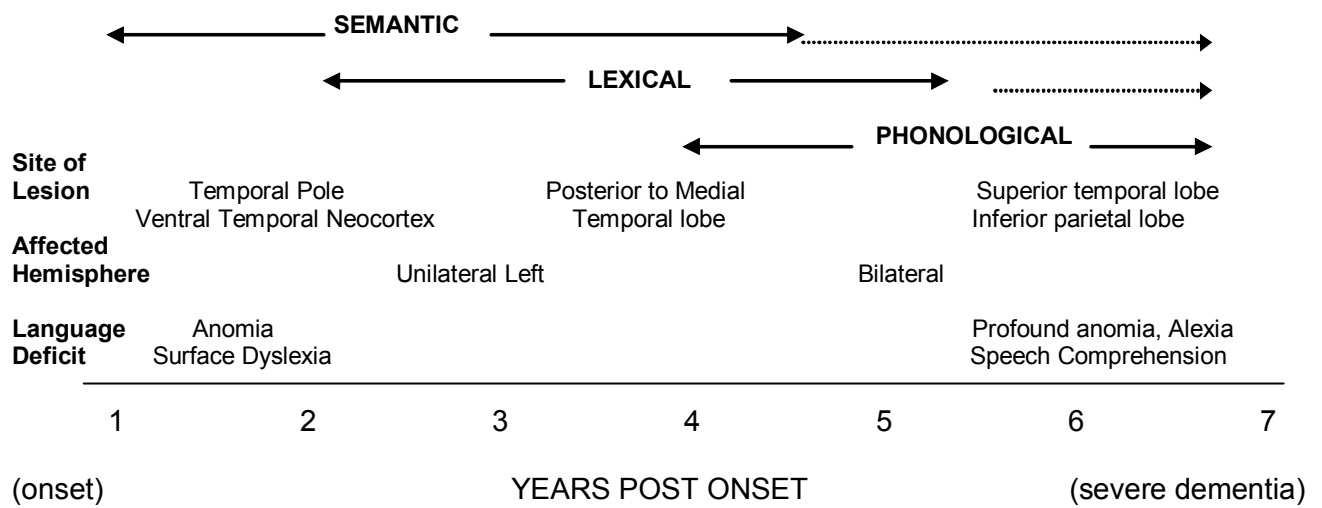 SEMANTIC
LEXICAL
PHONOLOGICAL
Site of
Lesion Temporal Pole Posterior to Medial Superior temporal lobe
Ventral Temporal Neocortex Temporal lobe Inferior parietal lobe
Affected
Hemisphere Unilateral Left Bilateral
Language Anomia Profound anomia, Alexia
Deficit Surface Dyslexia Speech Comprehension
1 2 3 4 5 6 7
(onset) YEARS POST ONSET (severe dementia)